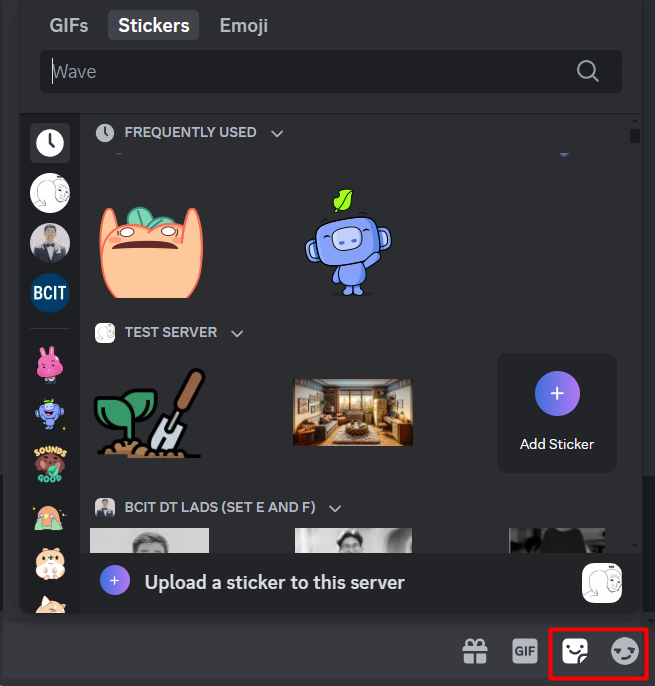 GIFs Stickers Emoji
Wave
FREQUENTLY USED
BCIT
TEST SERVER
SOUNDS
GOOD
Add Sticker
BCIT DT LADS (SET E AND F)
Upload a sticker to this server
GIF